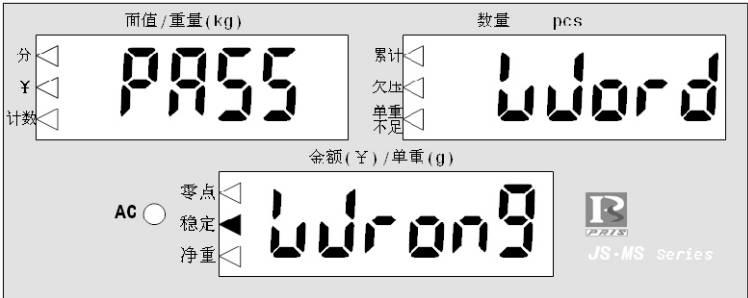 面值/重量(kg)
数量 pcs
分
¥
计数
PASS
累计
欠压
单重
不足
Word
金额(¥)/单重(g)
AC
零点
稳定
净重
Wrong
PRIS
JS-MS Series